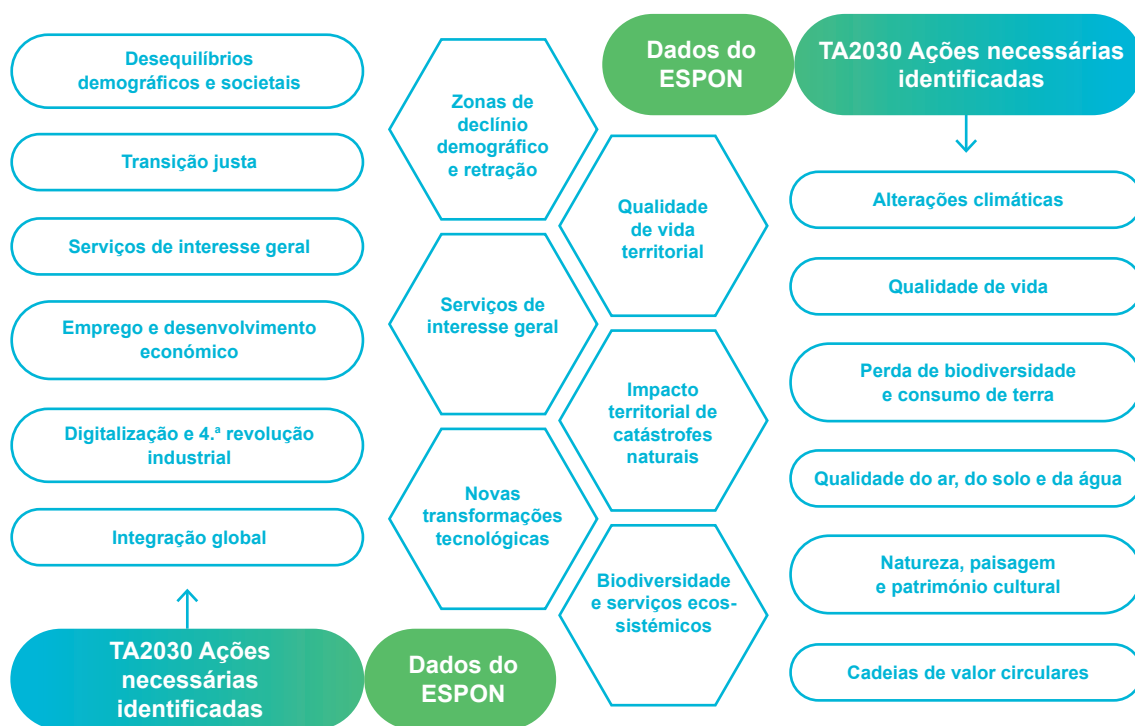 Desequilíbrios
demográficos e societais
Transição justa
Serviços de interesse geral
Emprego e desenvolvimento
económico
Digitalização e 4.ª revolução
industrial
Integração global
TA2030 Ações
necessárias
identificadas
Zonas de
declínio
demográfico
e retração
Serviços de
interesse geral
Novas
transformações
tecnológicas
Dados do
ESPON
Dados do
ESPON
Qualidade
de vida
territorial
Impacto
territorial de
catástrofes
naturais
Biodiversidade
e serviços ecos-
sistémicos
TA2030 Ações necessárias
identificadas
Alterações climáticas
Qualidade de vida
Perda de biodiversidade
e consumo de terra
Qualidade do ar, do solo e da água
Natureza, paisagem
e património cultural
Cadeias de valor circulares